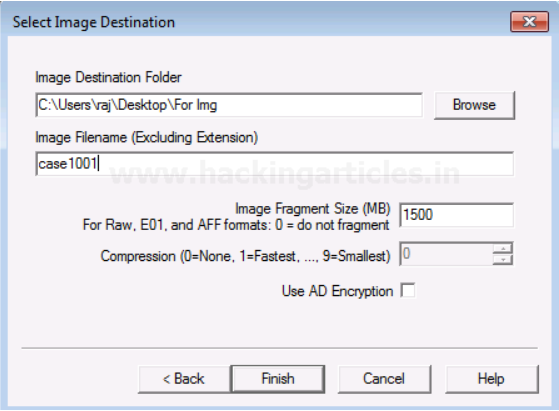 Select Image Destination
Image Destination Folder
C:\Users\raj\Desktop\For Img
Browse
Image Filename (Excluding Extension)
case1001
www.hackingarticles.in
Image Fragment Size (MB)
1500
For Raw, E01, and AFF formats: 0 = do not fragment
Compression (0=None, 1=Fastest, ..., 9=Smallest)
0
Use AD Encryption
< Back
Finish
Cancel
Help